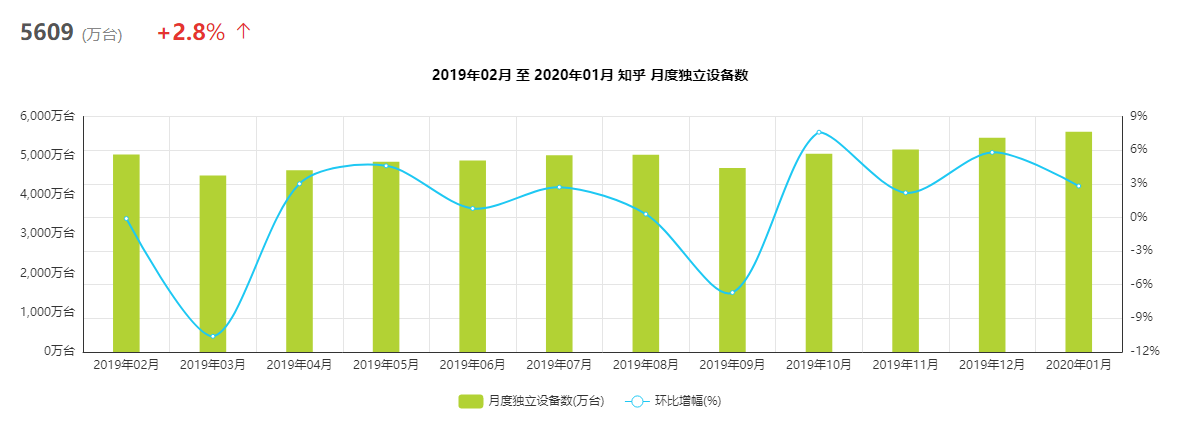 5609 (万台) +2.8% ↑
2019年02月 至 2020年01月 知乎 月度独立设备数
6,000万台
5,000万台
4,000万台
3,000万台
2,000万台
1,000万台
0万台
9%
6%
3%
0%
-3%
-6%
-9%
-12%
2019年02月 2019年03月 2019年04月 2019年05月 2019年06月 2019年07月 2019年08月 2019年09月 2019年10月 2019年11月 2019年12月 2020年01月
月度独立设备数(万台) 环比增幅(%)